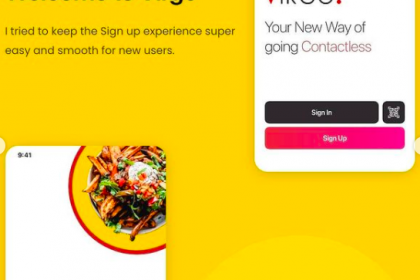 I tried to keep the Sign up experience super
easy and smooth for new users.
Your New Way of
going Contactless
Sign In
Sign Up
9:41